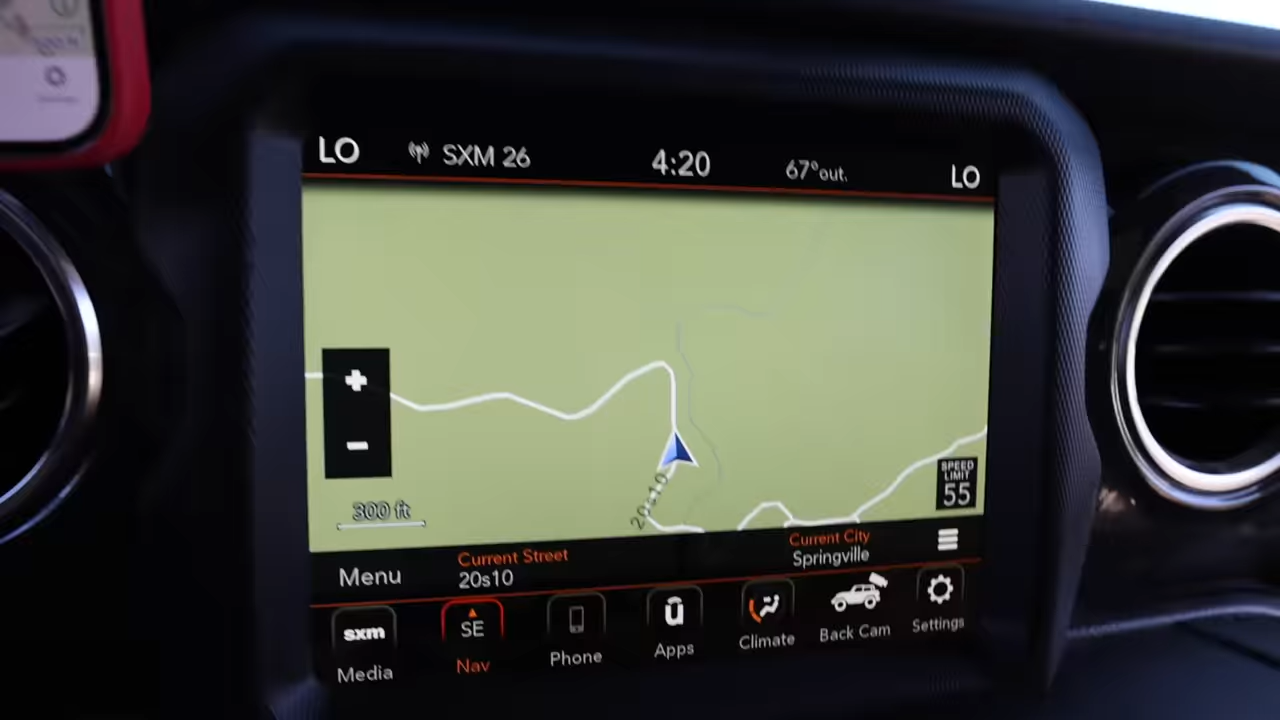 LO SXM 26 4:20 67°out. LO
300 ft
20s10
SPEED
LIMIT
55
Current Street
Current City
Menu
20s10
Springville
sxm
SE
ū
Media
Nav
Phone
Apps
Climate
Back Cam
Settings